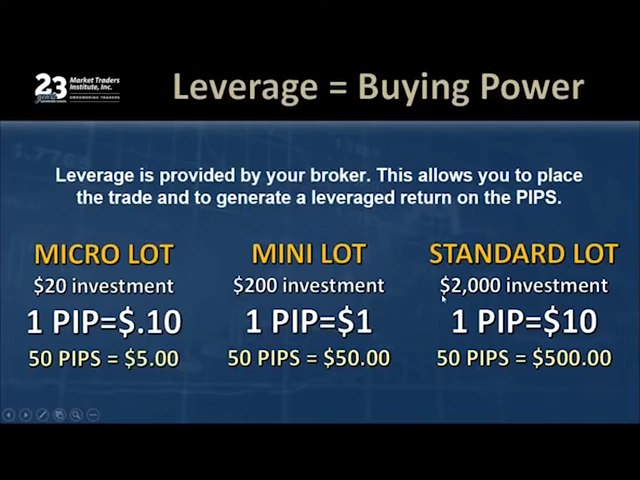 23
years
Market Traders
Institute, Inc.
EMPOWERING TRADERS
Leverage = Buying Power
Leverage is provided by your broker. This allows you to place
the trade and to generate a leveraged return on the PIPS.
MICRO LOT
$20 investment
1 PIP=$.10
50 PIPS = $5.00
MINI LOT
$200 investment
1 PIP=$1
50 PIPS = $50.00
STANDARD LOT
$2,000 investment
1 PIP=$10
50 PIPS = $500.00